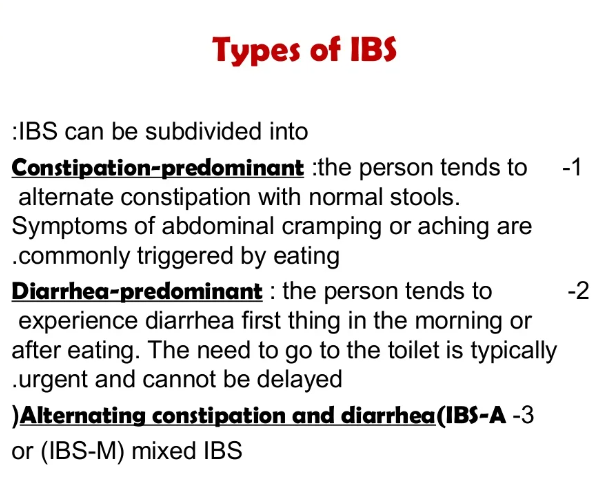 Types of IBS
:IBS can be subdivided into
Constipation-predominant :the person tends to -1
alternate constipation with normal stools.
Symptoms of abdominal cramping or aching are
.commonly triggered by eating
Diarrhea-predominant : the person tends to -2
experience diarrhea first thing in the morning or
after eating. The need to go to the toilet is typically
.urgent and cannot be delayed
)Alternating constipation and diarrhea(IBS-A -3
or (IBS-M) mixed IBS